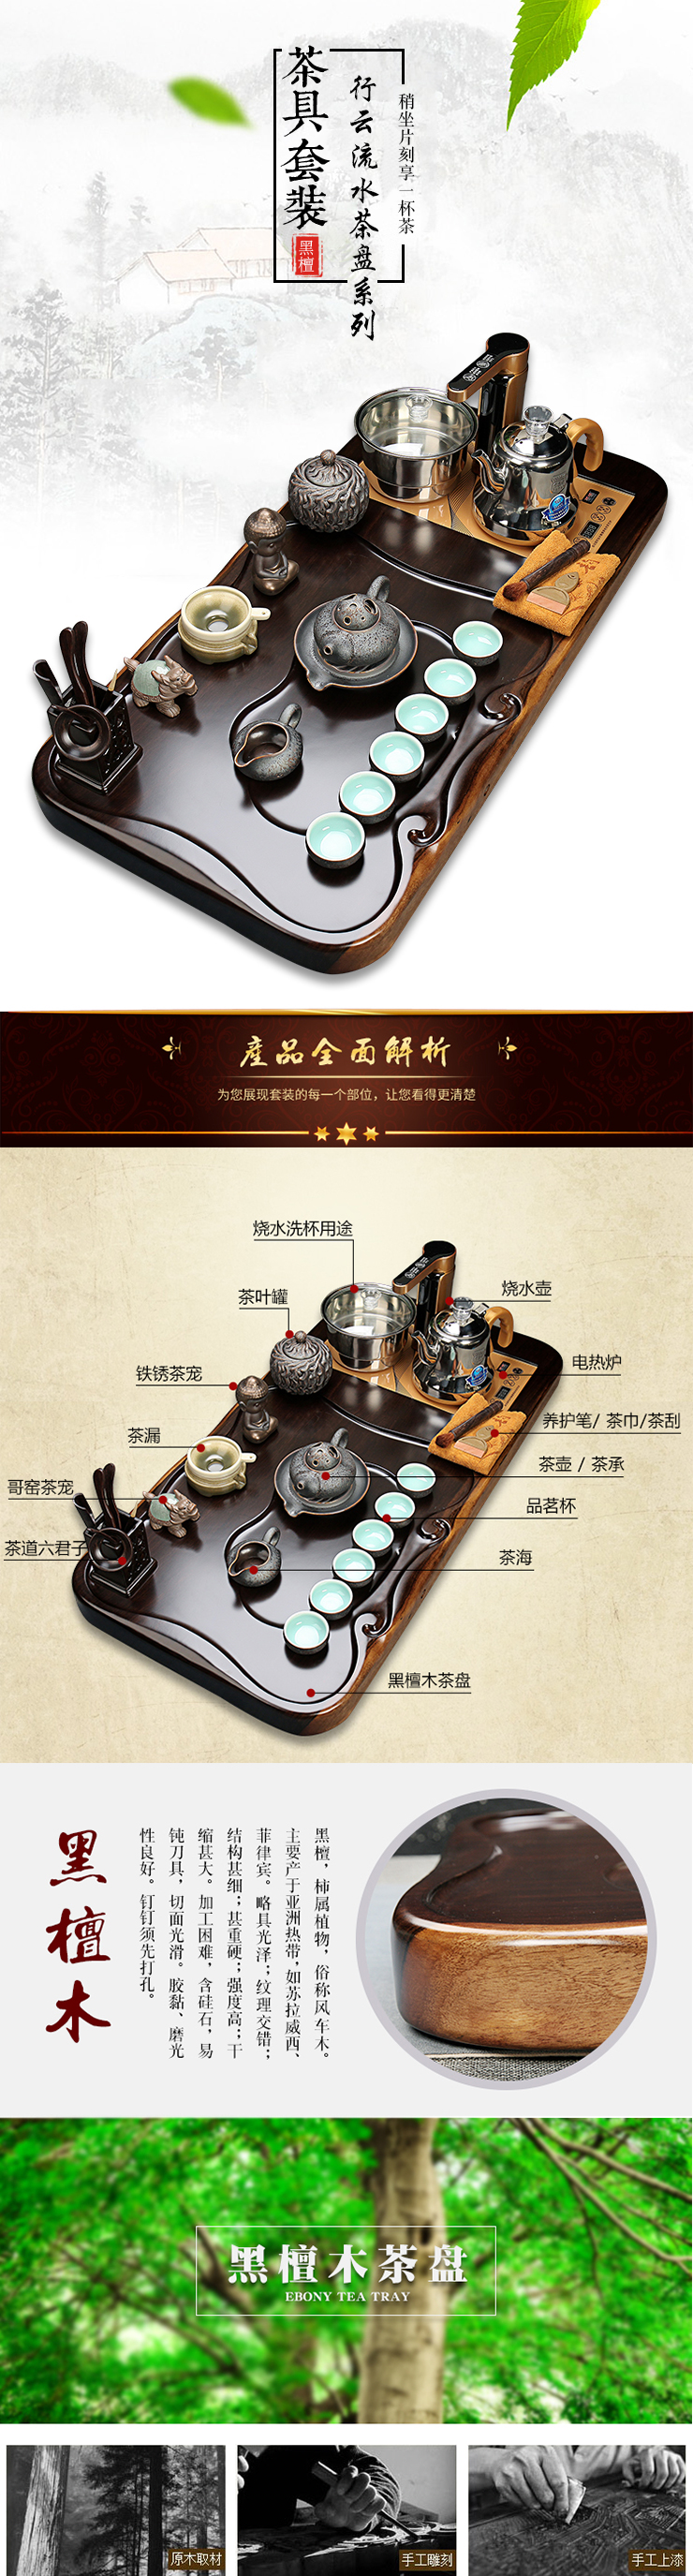 茶具套装
黑檀
行云流水茶盘系列
稍坐片刻享一杯茶
產品全面解析
为您展现套装的每一个部位，让您看得更清楚
烧水洗杯用途
茶叶罐
烧水壶
铁锈茶宠
电热炉
茶漏
养护笔/ 茶巾/茶刮
哥窑茶宠
茶壶 / 茶承
品茗杯
茶道六君子
茶海
黑檀木茶盘
黑檀木
黑檀，柿属植物，俗称风车木。
主要产于亚洲热带，如苏拉威西、
菲律宾。略具光泽；纹理交错；
结构甚细；甚重硬；强度高；干
缩甚大。加工困难，含硅石，易
钝刀具，切面光滑。胶黏、磨光
性良好。钉钉须先打孔。
黑檀木茶盘
EBONY TEA TRAY
原木取材
手工雕刻
手工上漆